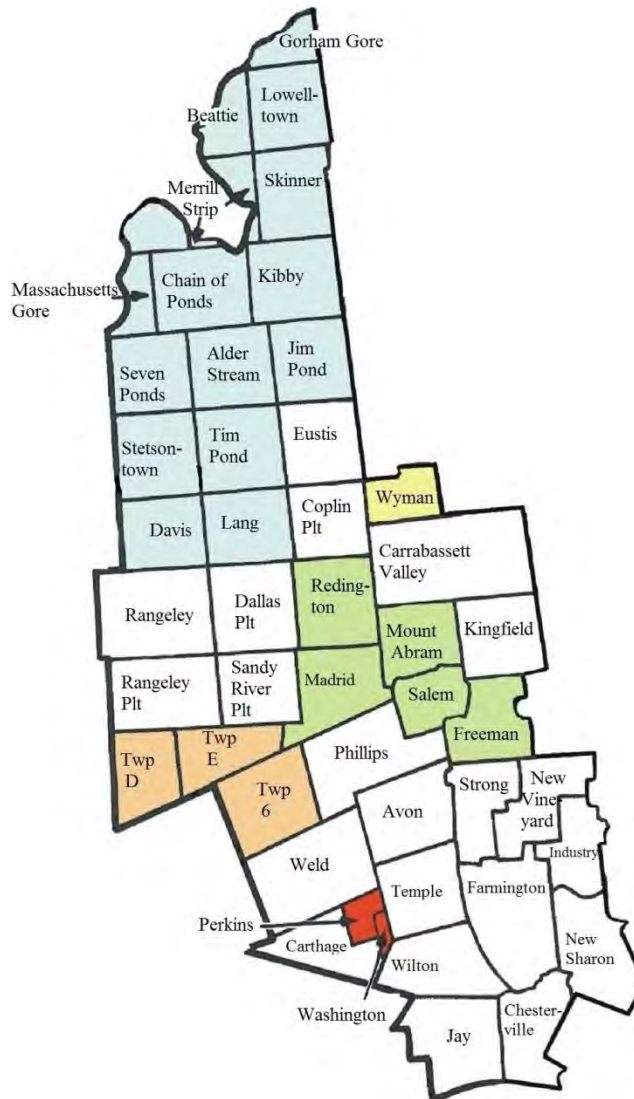 Gorham Gore
Lowell-
town
Beattie
Skinner
Merrill
Strip
Massachusetts
Gore
Chain of
Ponds
Kibby
Seven
Ponds
Alder
Stream
Jim
Pond
Stetson-
town
Tim
Pond
Eustis
Wyman
Davis
Lang
Coplin
Plt
Carrabassett
Valley
Rangeley
Dallas
Plt
Reding-
ton
Mount
Abram
Kingfield
Rangeley
Plt
Sandy
River
Plt
Madrid
Salem
Freeman
Twp
D
Twp
E
Phillips
Twp
6
Strong
New
Vine-
yard
Avon
Industry
Weld
Temple
Farmington
Perkins
Carthage
Wilton
New
Sharon
Washington
Jay
Chester-
ville